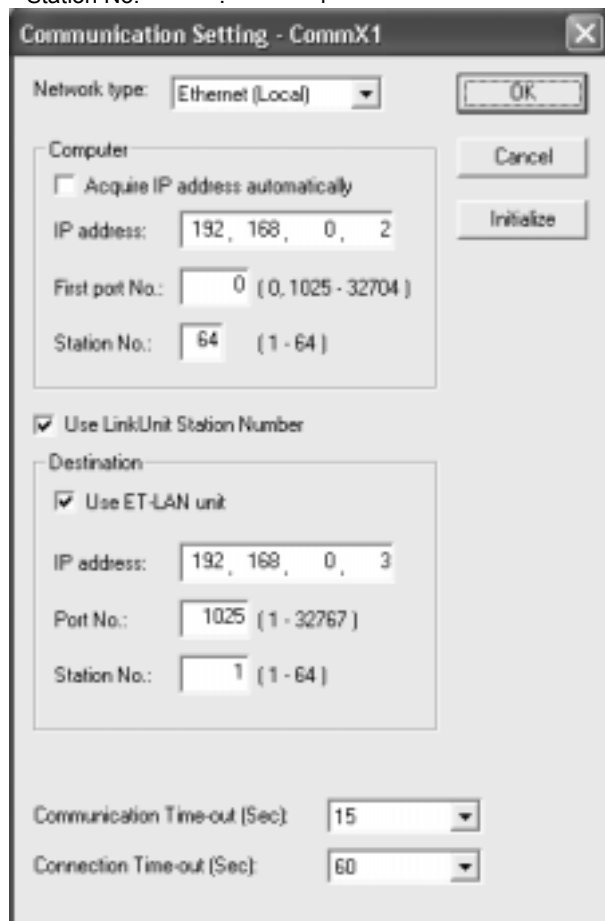 Station No.
Communication Setting - CommX1
Network type: Ethernet (Local)
OK
Computer
Cancel
Acquire IP address automatically
Initialize
IP address: 192, 168, 0, 2
First port No.: 0 ( 0, 1025 - 32704 )
Station No.: 64 ( 1 - 64 )
Use LinkUnit Station Number
Destination
Use ET-LAN unit
IP address: 192, 168, 0, 3
Port No.: 1025 ( 1 - 32767 )
Station No.: 1 ( 1 - 64 )
Communication Time-out (Sec): 15
Connection Time-out (Sec): 60